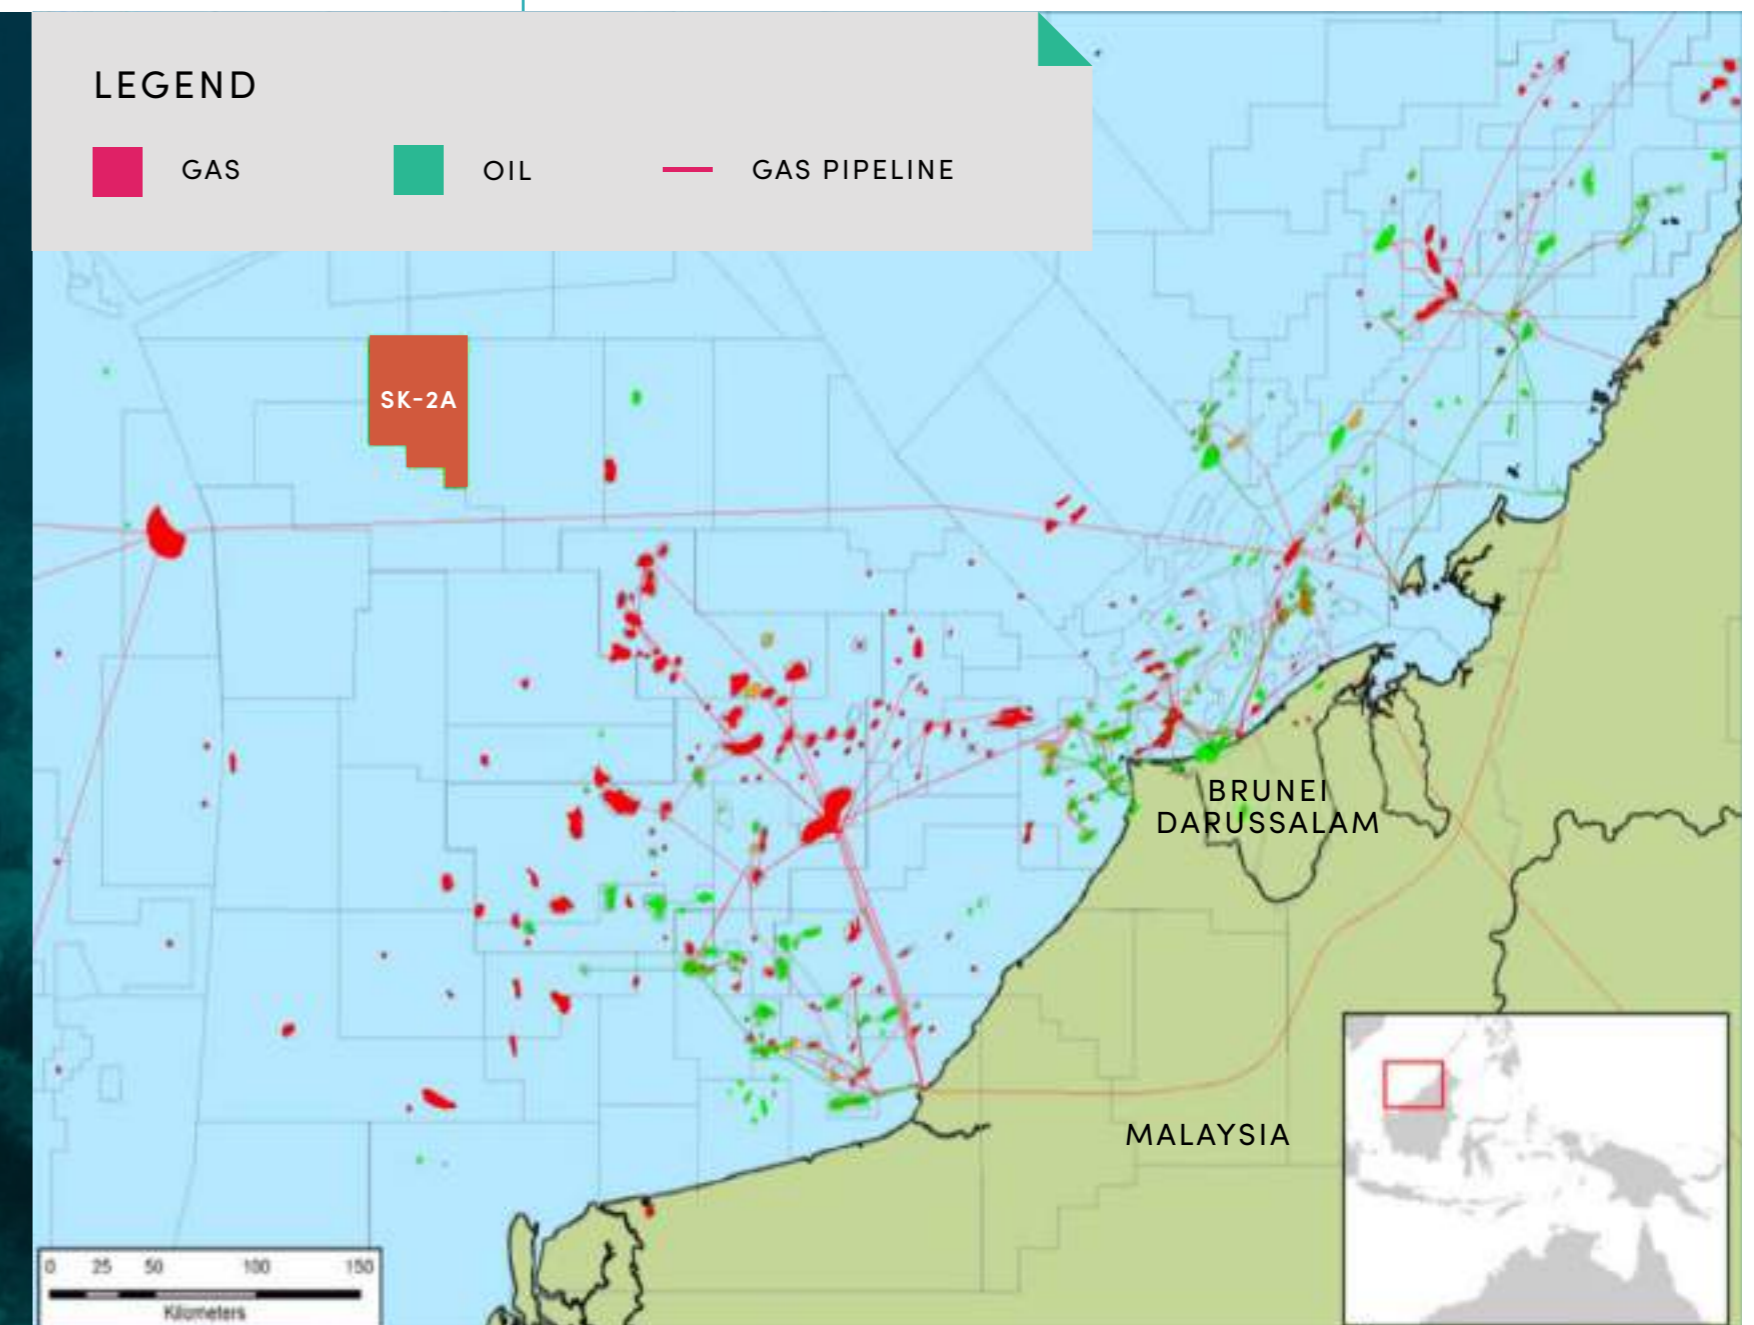 LEGEND
GAS OIL GAS PIPELINE
SK-2A
BRUNEI
DARUSSALAM
MALAYSIA
0 25 50 100 150
Kilometers